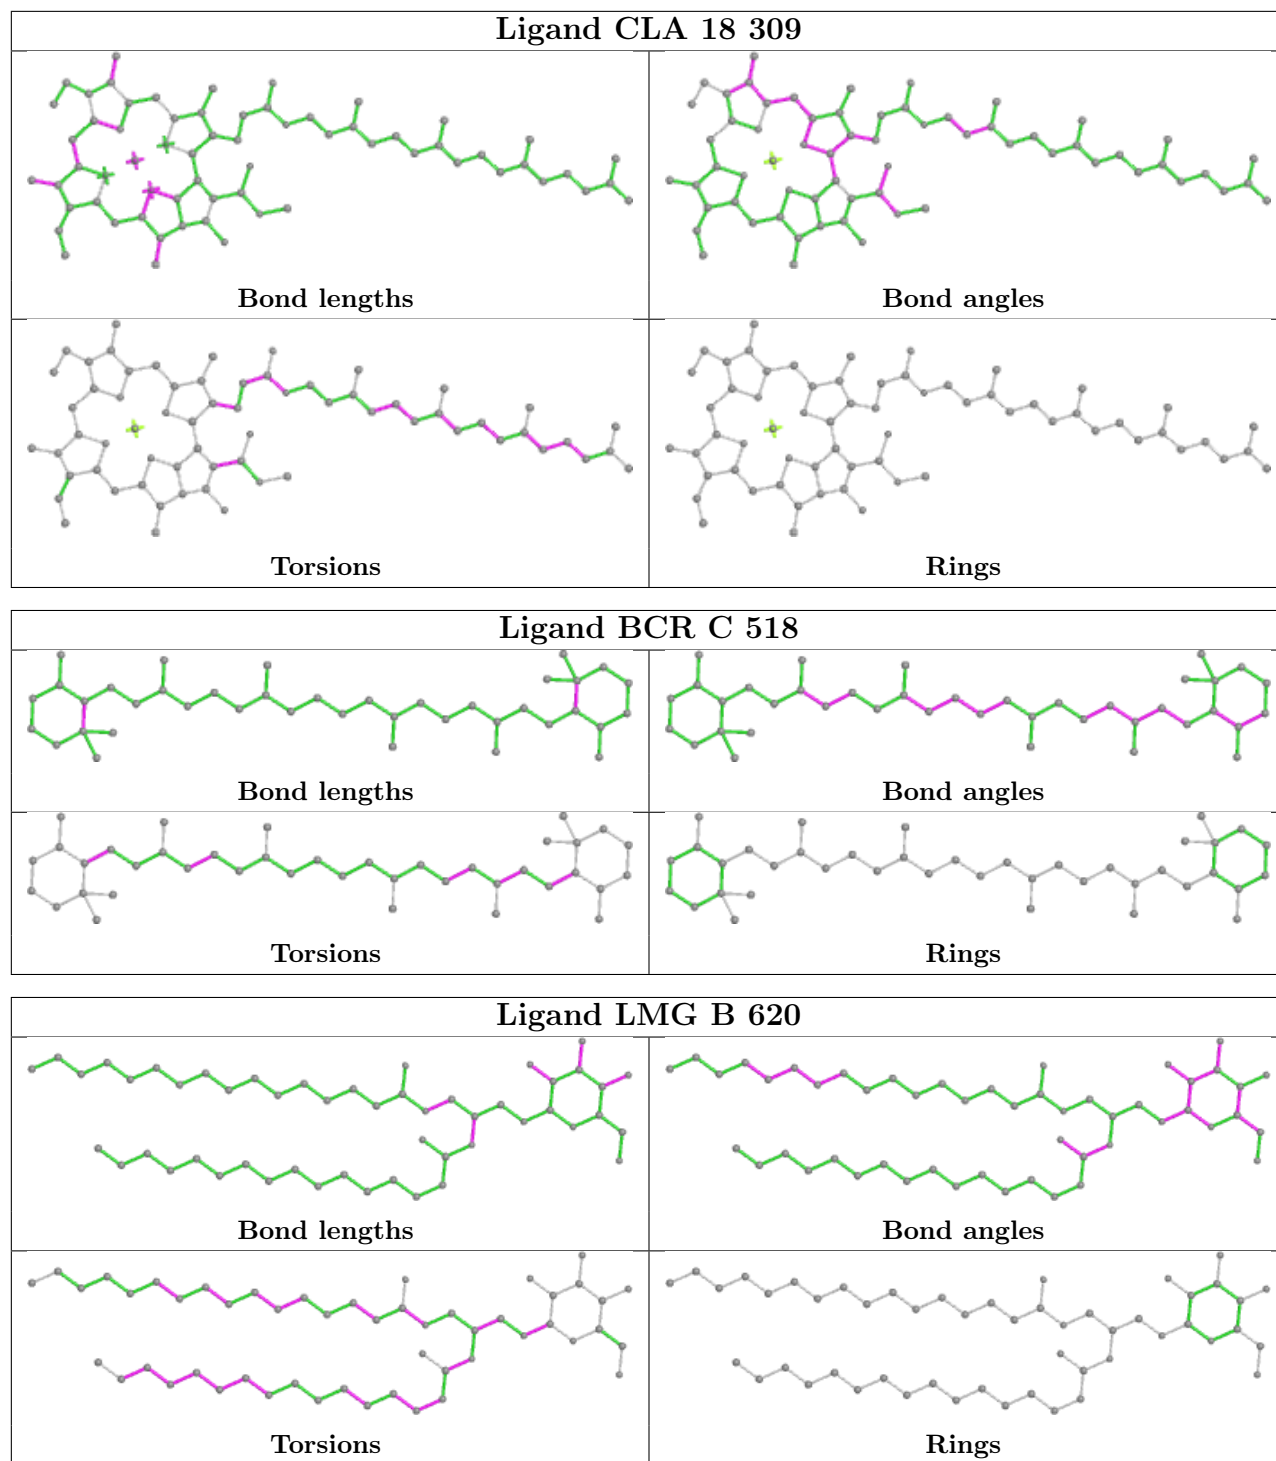 Ligand CLA 18 309
Bond lengths
Bond angles
Torsions
Rings
Ligand BCR C 518
Bond lengths
Bond angles
Torsions
Rings
Ligand LMG B 620
Bond lengths
Bond angles
Torsions
Rings